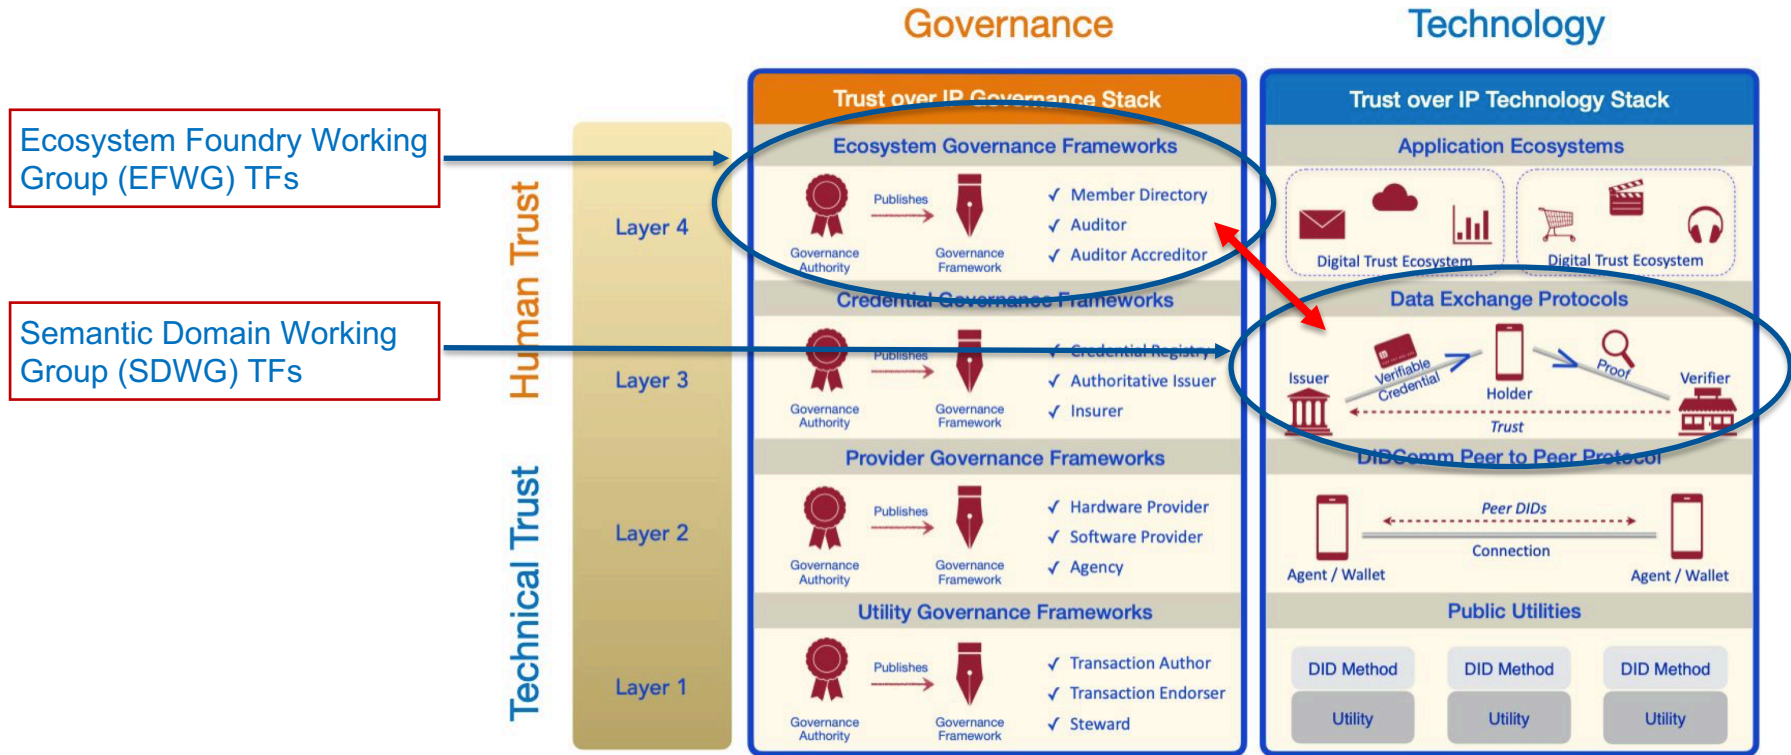 Governance
Technology
Ecosystem Foundry Working
Group (EFWG) TFs
Semantic Domain Working
Group (SDWG) TFs
Human Trust
Technical Trust
Layer 4
Layer 3
Layer 2
Layer 1
Trust over IP Governance Stack
Ecosystem Governance Frameworks
Publishes
Governance
Authority
Governance
Framework
✓ Member Directory
✓ Auditor
✓ Auditor Accreditor
Credential Governance Frameworks
Publishes
Governance
Authority
Governance
Framework
✓ Credential Registry
✓ Authoritative Issuer
✓ Insurer
Provider Governance Frameworks
Publishes
Governance
Authority
Governance
Framework
✓ Hardware Provider
✓ Software Provider
✓ Agency
Utility Governance Frameworks
Publishes
Governance
Authority
Governance
Framework
✓ Transaction Author
✓ Transaction Endorser
✓ Steward
Trust over IP Technology Stack
Application Ecosystems
Digital Trust Ecosystem
Digital Trust Ecosystem
Data Exchange Protocols
Issuer
Verifiable
Credential
Holder
Proof
Verifier
Trust
DIDComm Peer to Peer Protocol
Peer DIDs
Connection
Agent / Wallet
Agent / Wallet
Public Utilities
DID Method
DID Method
DID Method
Utility
Utility
Utility